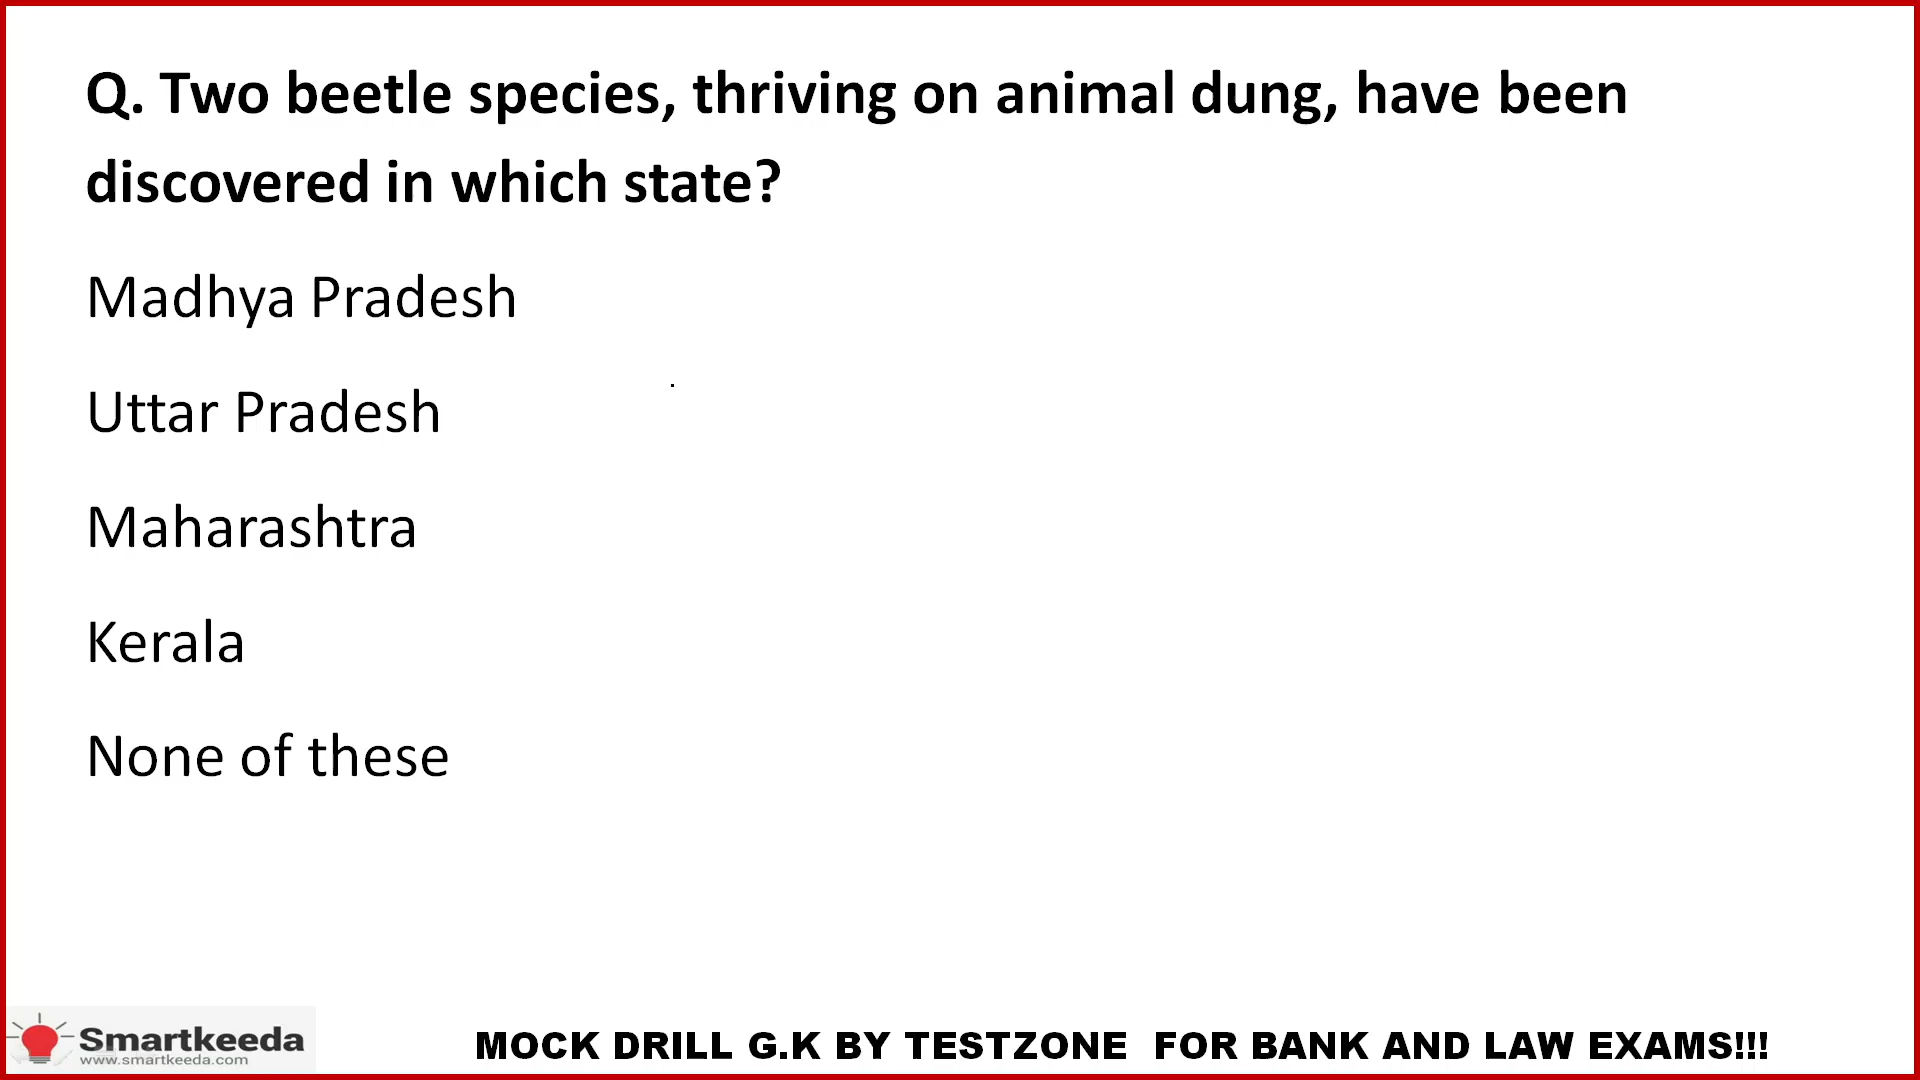 Q. Two beetle species, thriving on animal dung, have been
discovered in which state?
Madhya Pradesh
Uttar Pradesh
Maharashtra
Kerala
None of these
Smartkeeda
www.smartkeeda.com
MOCK DRILL G.K BY TESTZONE FOR BANK AND LAW EXAMS!!!